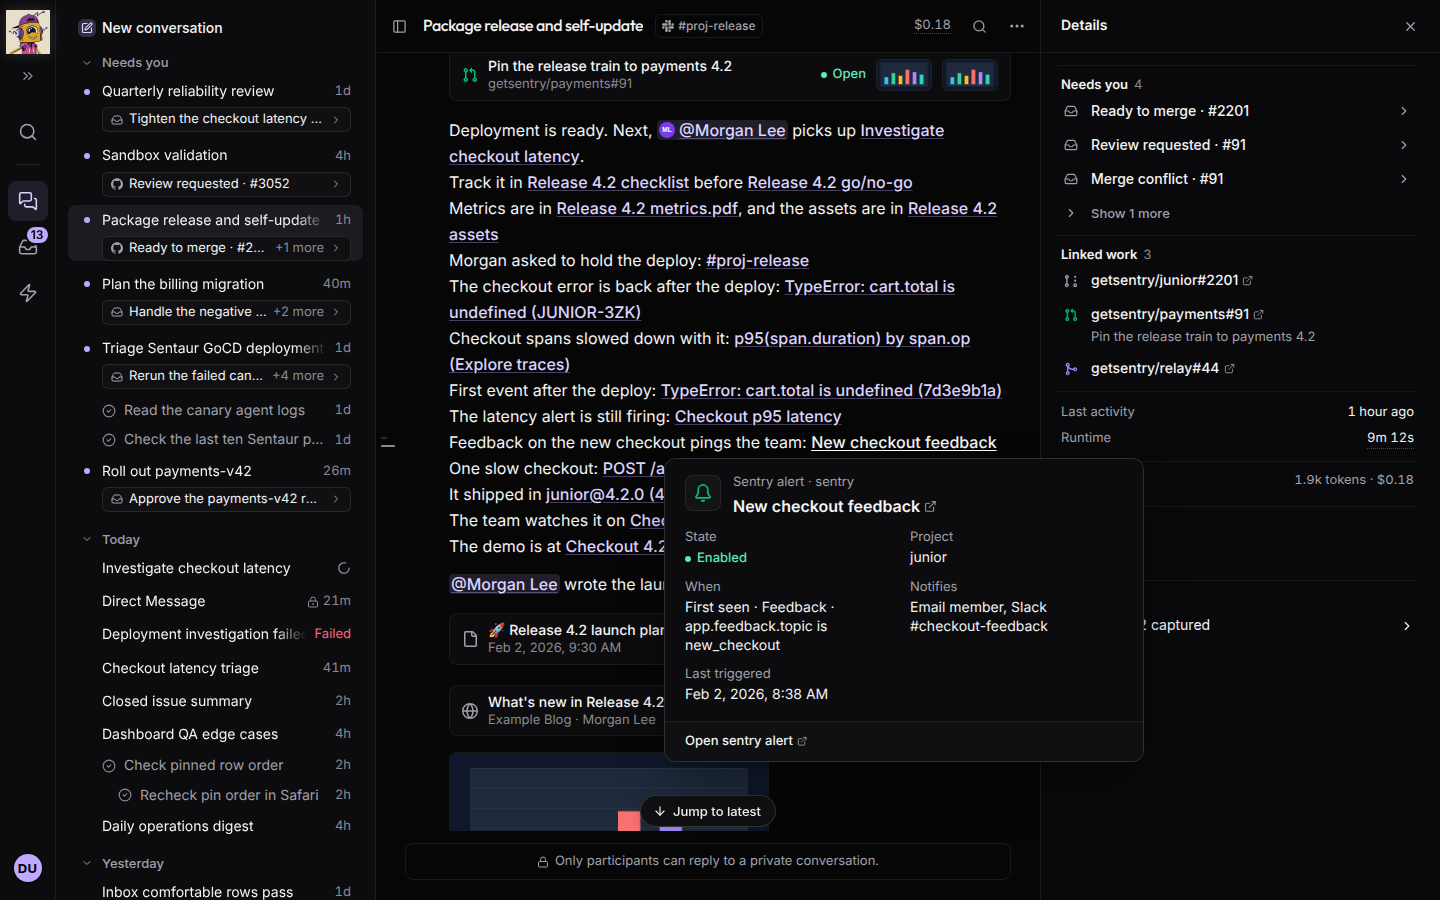 New conversation
Needs you
Quarterly reliability review 1d
Tighten the checkout latency ...
Sandbox validation 4h
Review requested · #3052
Package release and self-update 1h
Ready to merge · #2... +1 more
Plan the billing migration 40m
Handle the negative ... +2 more
Triage Sentaur GoCD deployment 1d
Rerun the failed can... +4 more
Read the canary agent logs 1d
Check the last ten Sentaur p... 1d
Roll out payments-v42 26m
Approve the payments-v42 r...
Today
Investigate checkout latency
Direct Message 21m
Deployment investigation failed Failed
Checkout latency triage 41m
Closed issue summary 2h
Dashboard QA edge cases 4h
Check pinned row order 2h
Recheck pin order in Safari 2h
Daily operations digest 4h
Yesterday
Inbox comfortable rows pass 1d
13
DU
Package release and self-update #proj-release $0.18
Pin the release train to payments 4.2
getsentry/payments#91
Open
Deployment is ready. Next, ML @Morgan Lee picks up Investigate
checkout latency.
Track it in Release 4.2 checklist before Release 4.2 go/no-go
Metrics are in Release 4.2 metrics.pdf, and the assets are in Release 4.2
assets
Morgan asked to hold the deploy: #proj-release
The checkout error is back after the deploy: TypeError: cart.total is
undefined (JUNIOR-3ZK)
Checkout spans slowed down with it: p95(span.duration) by span.op
(Explore traces)
First event after the deploy: TypeError: cart.total is undefined (7d3e9b1a)
The latency alert is still firing: Checkout p95 latency
Feedback on the new checkout pings the team: New checkout feedback
One slow checkout: POST /a
It shipped in junior@4.2.0 (4
The team watches it on Chec
The demo is at Checkout 4.2
@Morgan Lee wrote the laun
🚀 Release 4.2 launch plan
Feb 2, 2026, 9:30 AM
What's new in Release 4.2
Example Blog · Morgan Lee
Jump to latest
Only participants can reply to a private conversation.
Sentry alert · sentry
New checkout feedback
State
Enabled
Project
junior
When
First seen · Feedback ·
app.feedback.topic is
new_checkout
Notifies
Email member, Slack
#checkout-feedback
Last triggered
Feb 2, 2026, 8:38 AM
Open sentry alert
Details
Needs you 4
Ready to merge · #2201
Review requested · #91
Merge conflict · #91
Show 1 more
Linked work 3
getsentry/junior#2201
getsentry/payments#91
Pin the release train to payments 4.2
getsentry/relay#44
Last activity 1 hour ago
Runtime 9m 12s
1.9k tokens · $0.18
2 captured